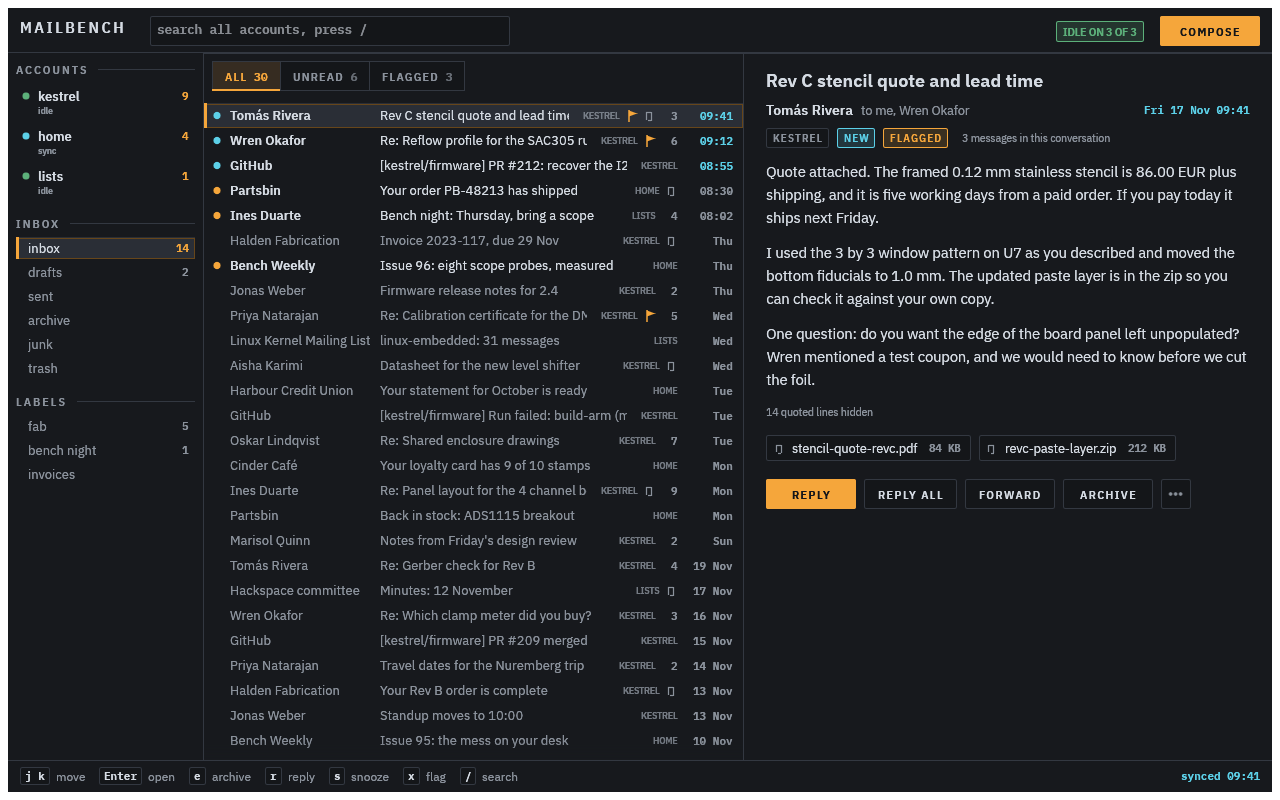 MAILBENCH search all accounts, press / IDLE ON 3 OF 3 COMPOSE
ACCOUNTS
kestrel 9
idle
home 4
sync
lists 1
idle
INBOX
inbox 14
drafts 2
sent
archive
junk
trash
LABELS
fab 5
bench night 1
invoices
ALL 30 UNREAD 6 FLAGGED 3
Tomás Rivera Rev C stencil quote and lead time KESTREL 3 09:41
Wren Okafor Re: Reflow profile for the SAC305 KESTREL 6 09:12
GitHub [kestrel/firmware] PR #212: recover the KESTREL 08:55
Partsbin Your order PB-48213 has shipped HOME 08:30
Ines Duarte Bench night: Thursday, bring a scope LISTS 4 08:02
Halden Fabrication Invoice 2023-117, due 29 Nov KESTREL Thu
Bench Weekly Issue 96: eight scope probes, measured HOME Thu
Jonas Weber Firmware release notes for 2.4 KESTREL 2 Thu
Priya Natarajan Re: Calibration certificate for the KESTREL 5 Wed
Linux Kernel Mailing List linux-embedded: 31 messages LISTS Wed
Aisha Karimi Datasheet for the new level shifter KESTREL Wed
Harbour Credit Union Your statement for October is ready HOME Tue
GitHub [kestrel/firmware] Run failed: build-arm KESTREL Tue
Oskar Lindqvist Re: Shared enclosure drawings KESTREL 7 Tue
Cinder Café Your loyalty card has 9 of 10 stamps HOME Mon
Ines Duarte Re: Panel layout for the 4 channel b KESTREL 9 Mon
Partsbin Back in stock: ADS1115 breakout HOME Mon
Marisol Quinn Notes from Friday's design review KESTREL 2 Sun
Tomás Rivera Re: Gerber check for Rev B KESTREL 4 19 Nov
Hackspace committee Minutes: 12 November LISTS 17 Nov
Wren Okafor Re: Which clamp meter did you buy? KESTREL 3 16 Nov
GitHub [kestrel/firmware] PR #209 merged KESTREL 15 Nov
Priya Natarajan Travel dates for the Nuremberg trip KESTREL 2 14 Nov
Halden Fabrication Your Rev B order is complete KESTREL 13 Nov
Jonas Weber Standup moves to 10:00 KESTREL 13 Nov
Bench Weekly Issue 95: the mess on your desk HOME 10 Nov
Rev C stencil quote and lead time
Tomás Rivera to me, Wren Okafor Fri 17 Nov 09:41
KESTREL NEW FLAGGED 3 messages in this conversation
Quote attached. The framed 0.12 mm stainless stencil is 86.00 EUR plus
shipping, and it is five working days from a paid order. If you pay today it
ships next Friday.
I used the 3 by 3 window pattern on U7 as you described and moved the
bottom fiducials to 1.0 mm. The updated paste layer is in the zip so you
can check it against your own copy.
One question: do you want the edge of the board panel left unpopulated?
Wren mentioned a test coupon, and we would need to know before we cut
the foil.
14 quoted lines hidden
stencil-quote-revc.pdf 84 KB revc-paste-layer.zip 212 KB
REPLY REPLY ALL FORWARD ARCHIVE •••
j k move Enter open e archive r reply s snooze x flag / search synced 09:41